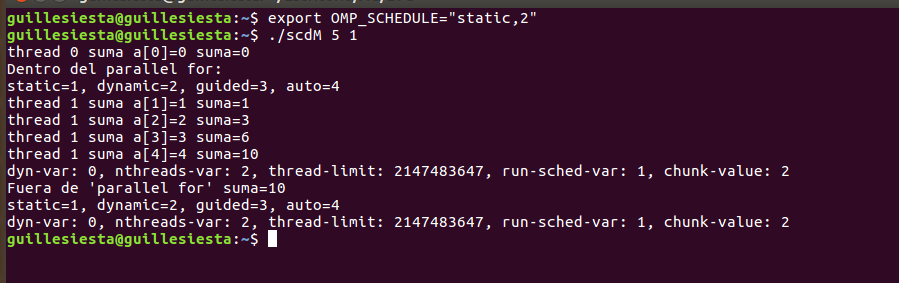 guillesiesta@guillesiesta:~$ export OMP_SCHEDULE="static,2"
guillesiesta@guillesiesta:~$ ./scdM 5 1
thread 0 suma a[0]=0 suma=0
Dentro del parallel for:
static=1, dynamic=2, guided=3, auto=4
thread 1 suma a[1]=1 suma=1
thread 1 suma a[2]=2 suma=3
thread 1 suma a[3]=3 suma=6
thread 1 suma a[4]=4 suma=10
dyn-var: 0, nthreads-var: 2, thread-limit: 2147483647, run-sched-var: 1, chunk-value: 2
Fuera de 'parallel for' suma=10
static=1, dynamic=2, guided=3, auto=4
dyn-var: 0, nthreads-var: 2, thread-limit: 2147483647, run-sched-var: 1, chunk-value: 2
guillesiesta@guillesiesta:~$